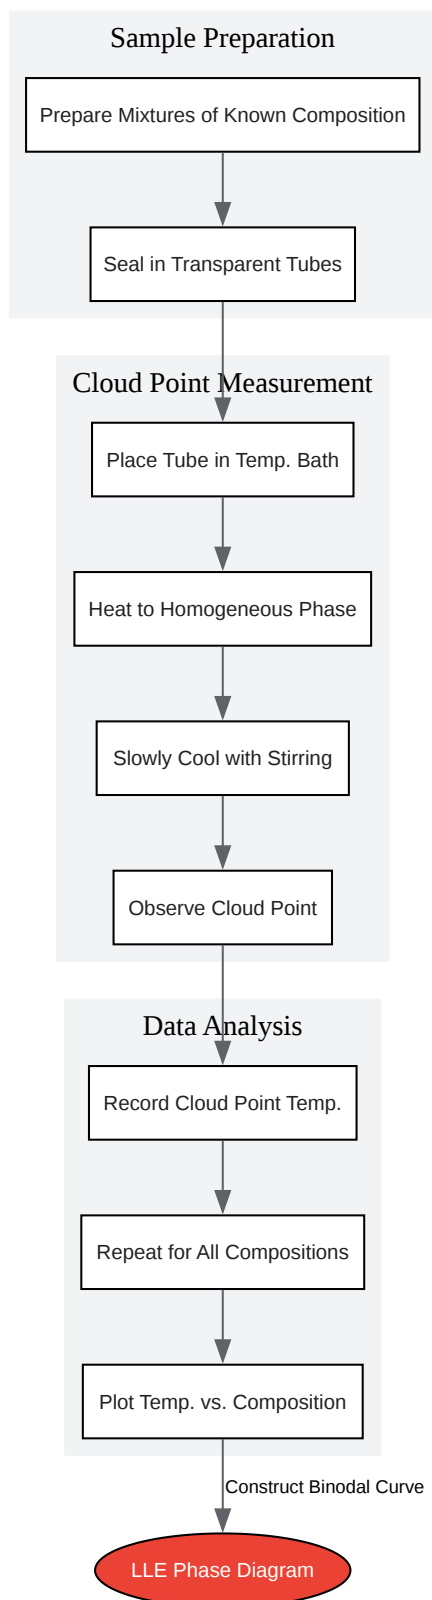 Sample Preparation
Prepare Mixtures of Known Composition
Seal in Transparent Tubes
Cloud Point Measurement
Place Tube in Temp. Bath
Heat to Homogeneous Phase
Slowly Cool with Stirring
Observe Cloud Point
Data Analysis
Record Cloud Point Temp.
Repeat for All Compositions
Plot Temp. vs. Composition
Construct Binodal Curve
LLE Phase Diagram